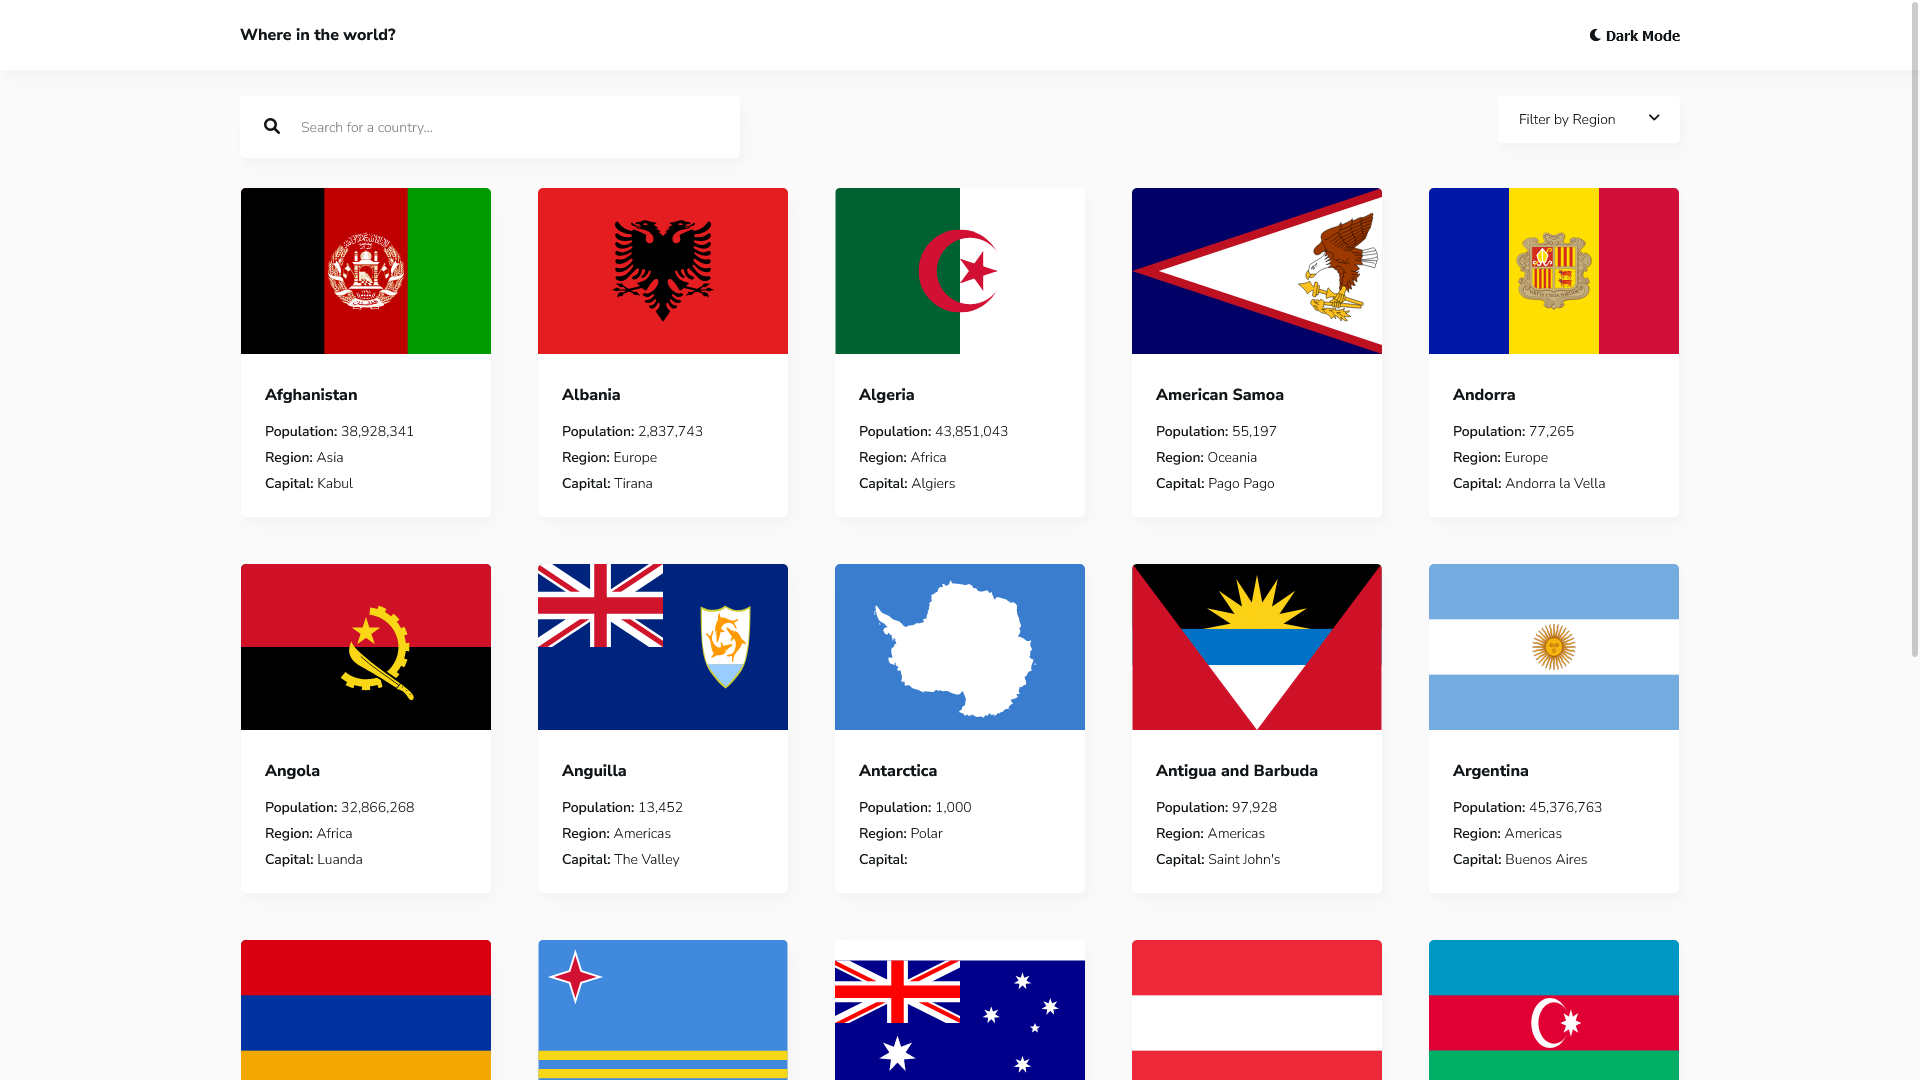 Where in the world?
Dark Mode
Search for a country...
Filter by Region
Afghanistan
Population: 38,928,341
Region: Asia
Capital: Kabul
Albania
Population: 2,837,743
Region: Europe
Capital: Tirana
Algeria
Population: 43,851,043
Region: Africa
Capital: Algiers
American Samoa
Population: 55,197
Region: Oceania
Capital: Pago Pago
Andorra
Population: 77,265
Region: Europe
Capital: Andorra la Vella
Angola
Population: 32,866,268
Region: Africa
Capital: Luanda
Anguilla
Population: 13,452
Region: Americas
Capital: The Valley
Antarctica
Population: 1,000
Region: Polar
Capital:
Antigua and Barbuda
Population: 97,928
Region: Americas
Capital: Saint John's
Argentina
Population: 45,376,763
Region: Americas
Capital: Buenos Aires